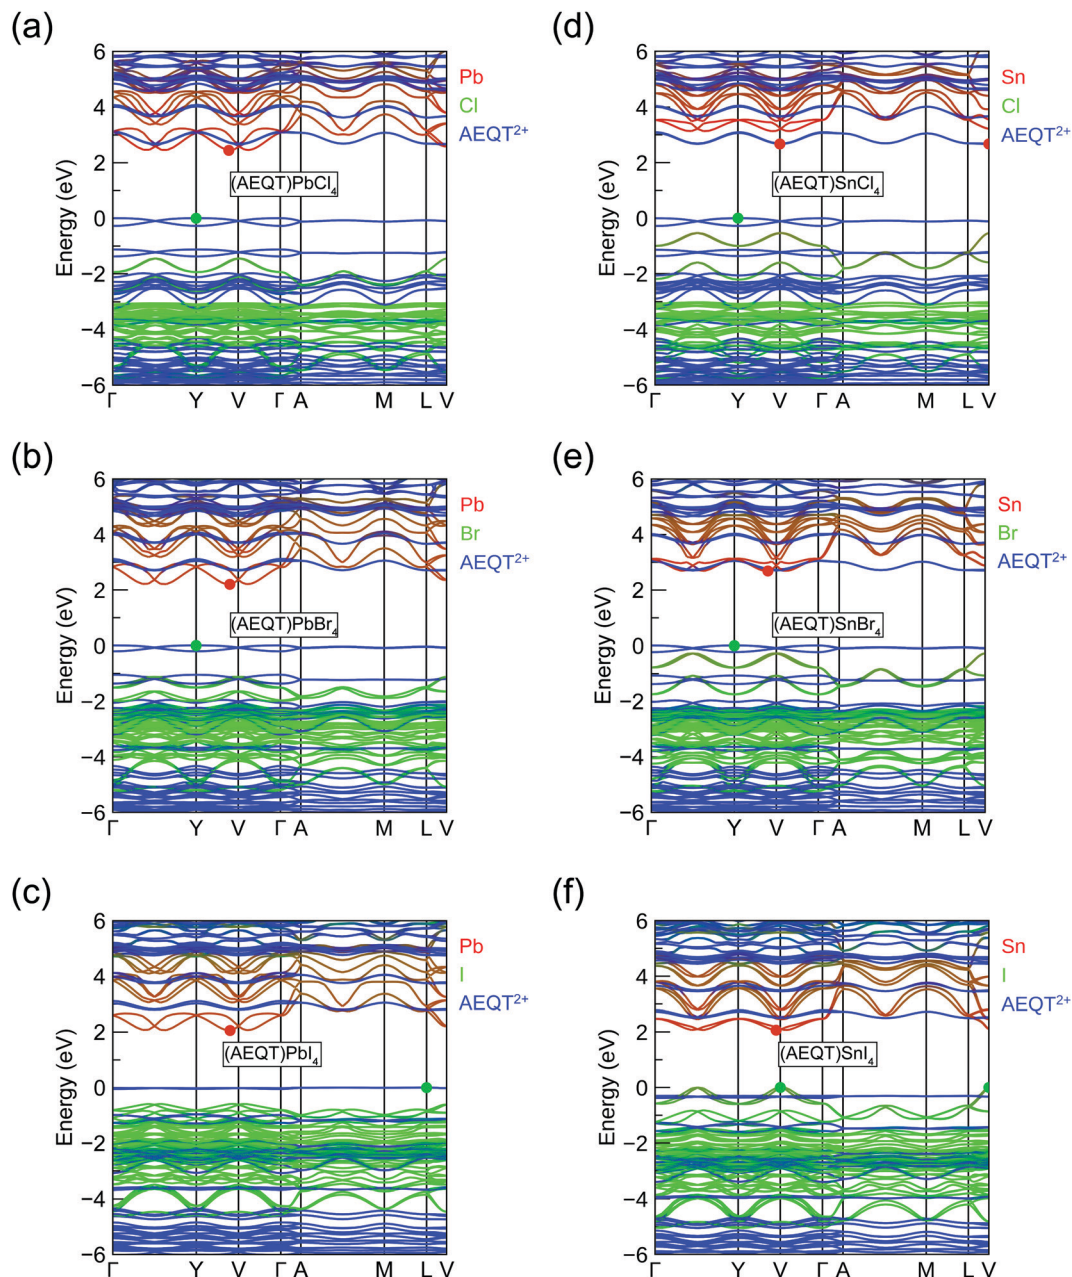 (a)
6
4
2
0
−2
−4
−6
Energy (eV)
Γ Y V Γ A M L V
(AEQT)PbCl4
Pb
Cl
AEQT2+
(d)
6
4
2
0
−2
−4
−6
Energy (eV)
Γ Y V Γ A M L V
(AEQT)SnCl4
Sn
Cl
AEQT2+
(b)
6
4
2
0
−2
−4
−6
Energy (eV)
Γ Y V Γ A M L V
(AEQT)PbBr4
Pb
Br
AEQT2+
(e)
6
4
2
0
−2
−4
−6
Energy (eV)
Γ Y V Γ A M L V
(AEQT)SnBr4
Sn
Br
AEQT2+
(c)
6
4
2
0
−2
−4
−6
Energy (eV)
Γ Y V Γ A M L V
(AEQT)PbI4
Pb
I
AEQT2+
(f)
6
4
2
0
−2
−4
−6
Energy (eV)
Γ Y V Γ A M L V
(AEQT)SnI4
Sn
I
AEQT2+